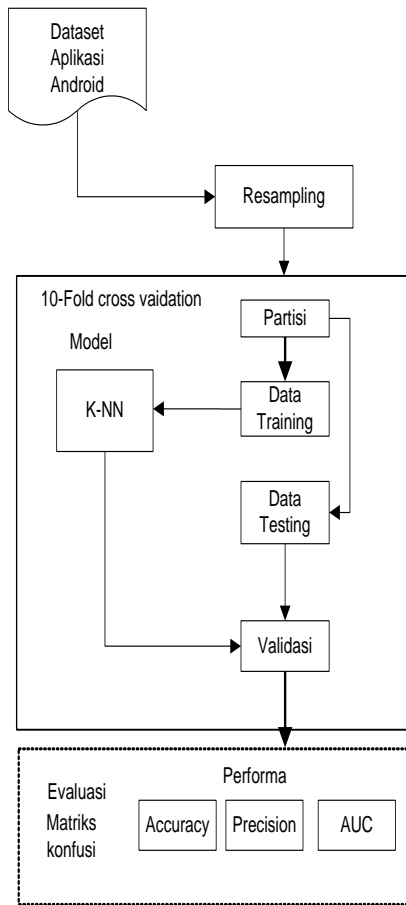 Dataset
Aplikasi
Android
Resampling
10-Fold cross vaidation
Partisi
Model
K-NN
Data
Training
Data
Testing
Validasi
Performa
Evaluasi
Matriks
konfusi
Accuracy
Precision
AUC